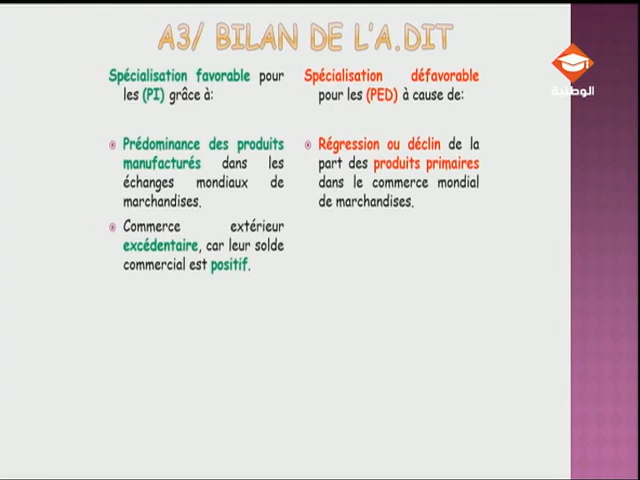 A3/ BILAN DE L'A.DIT
Spécialisation favorable pour
les (PI) grâce à:
Prédominance des produits
manufacturés dans les
échanges mondiaux de
marchandises.
Commerce extérieur
excédentaire, car leur solde
commercial est positif.
Spécialisation défavorable
pour les (PED) à cause de:
Régression ou déclin de la
part des produits primaires
dans le commerce mondial
de marchandises.
الوطنية